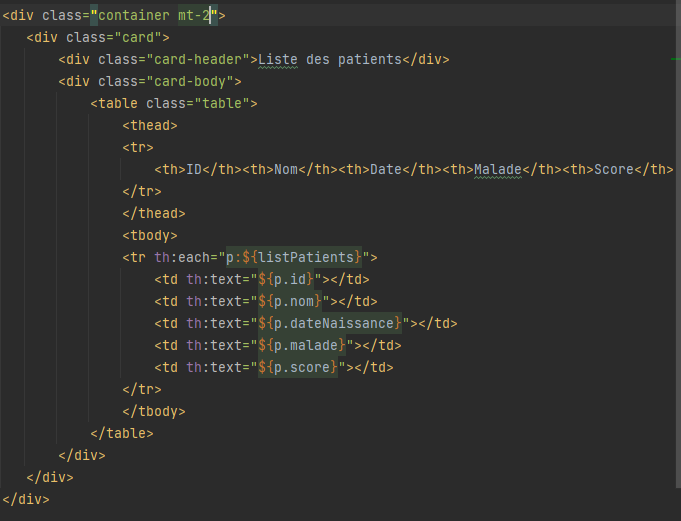 <div class="container mt-2">
<div class="card">
<div class="card-header">Liste des patients</div>
<div class="card-body">
<table class="table">
<thead>
<tr>
<th>ID</th><th>Nom</th><th>Date</th><th>Malade</th><th>Score</th>
</tr>
</thead>
<tbody>
<tr th:each="p:${listPatients}">
<td th:text="${p.id}"></td>
<td th:text="${p.nom}"></td>
<td th:text="${p.dateNaissance}"></td>
<td th:text="${p.malade}"></td>
<td th:text="${p.score}"></td>
</tr>
</tbody>
</table>
</div>
</div>
</div>